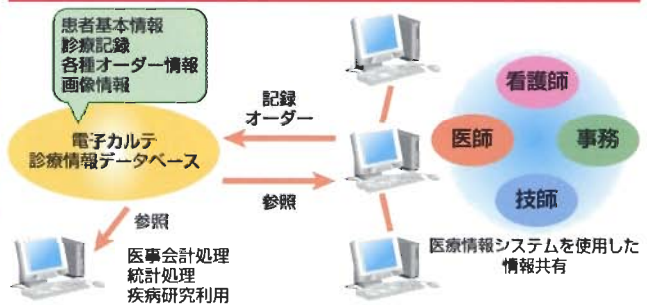 患者基本情報
診療記録
各種オーダー情報
画像情報
電子カルテ
診療情報データベース
記録
オーダー
参照
参照
医事会計処理
統計処理
疾病研究利用
看護師
医師
事務
技師
医療情報システムを使用した
情報共有